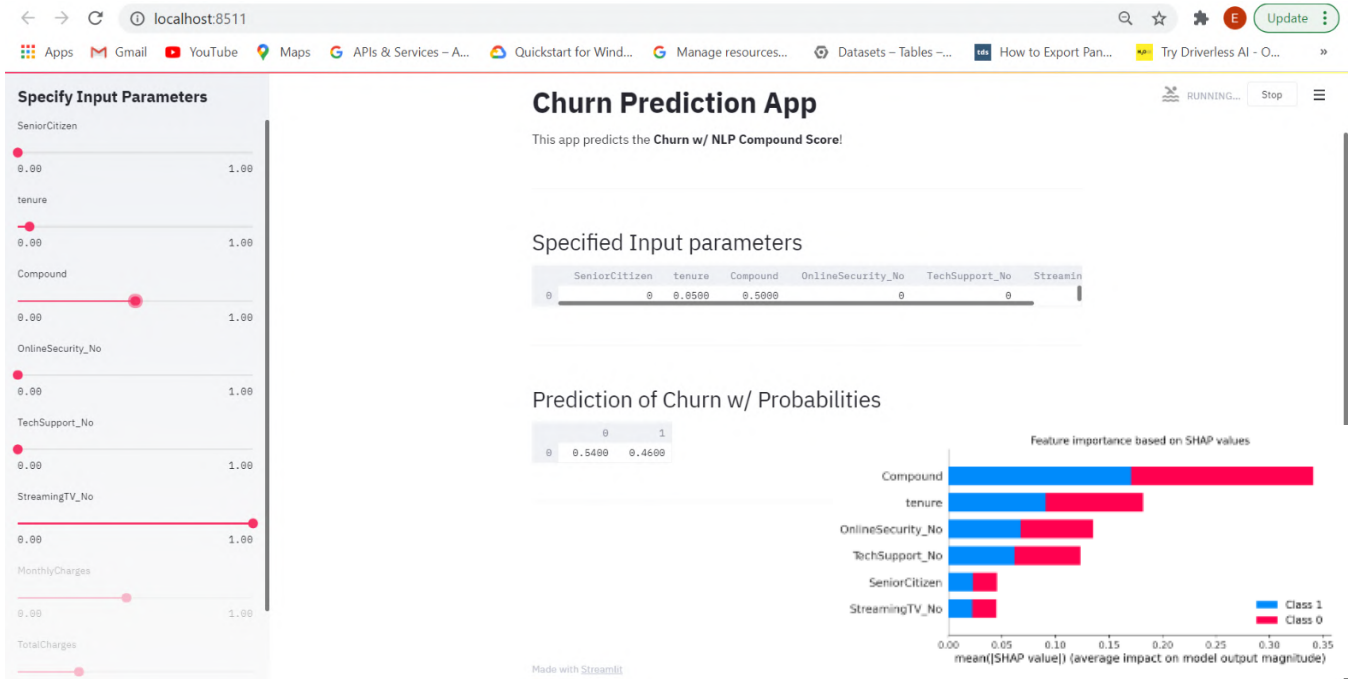 localhost:8511
E
Update
Apps
Gmail
YouTube
Maps
APIs & Services – A...
Quickstart for Wind...
Manage resources...
Datasets – Tables –...
tds
How to Export Pan...
Try Driverless AI - O...
»
Specify Input Parameters
SeniorCitizen
0.00 1.00
tenure
0.00 1.00
Compound
0.00 1.00
OnlineSecurity_No
0.00 1.00
TechSupport_No
0.00 1.00
StreamingTV_No
0.00 1.00
MonthlyCharges
0.00 1.00
TotalCharges
Churn Prediction App
RUNNING...
Stop
This app predicts the Churn w/ NLP Compound Score!
Specified Input parameters
SeniorCitizen tenure Compound OnlineSecurity_No TechSupport_No Streamin
0 0 0.0500 0.5000 0 0
Prediction of Churn w/ Probabilities
0 1
0 0.5400 0.4600
Feature importance based on SHAP values
Compound
tenure
OnlineSecurity_No
TechSupport_No
SeniorCitizen
StreamingTV_No
Class 1
Class 0
0.00 0.05 0.10 0.15 0.20 0.25 0.30 0.35
mean(|SHAP value|) (average impact on model output magnitude)
Made with Streamlit